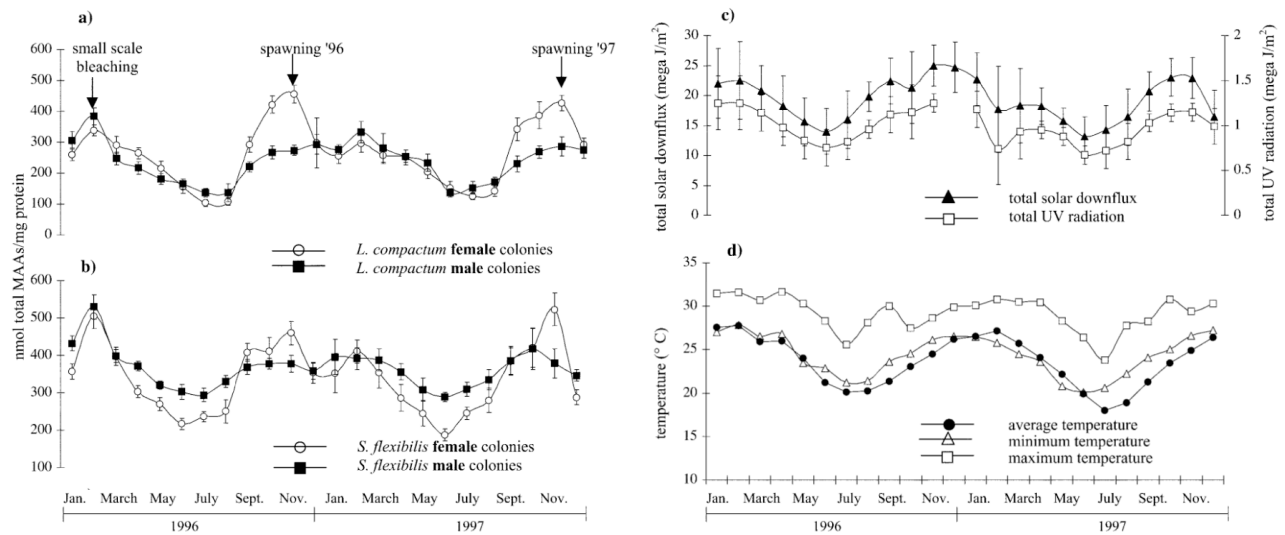 a)
small scale
bleaching
spawning '96
spawning '97
600
500
400
300
200
100
0
L. compactum female colonies
L. compactum male colonies
nmol total MAAs/mg protein
b)
600
500
400
300
200
100
S. flexibilis female colonies
S. flexibilis male colonies
Jan. March May July Sept. Nov. Jan. March May July Sept. Nov.
1996 1997
c)
total solar downflux (mega J/m²)
30
25
20
15
10
5
0
2
1.5
1
0.5
0
total UV radiation (mega J/m²)
total solar downflux
total UV radiation
d)
temperature (° C)
35
30
25
20
15
10
average temperature
minimum temperature
maximum temperature
Jan. March May July Sept. Nov. Jan. March May July Sept. Nov.
1996 1997